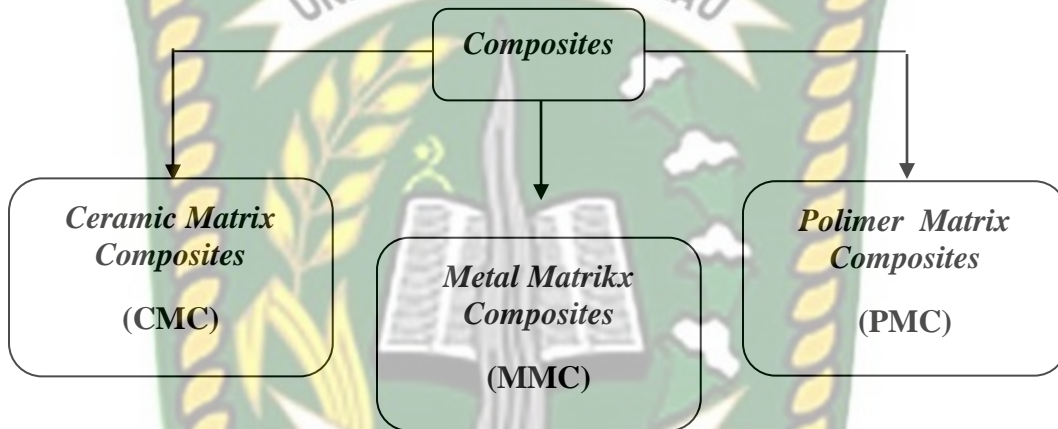 Composites
Ceramic Matrix
Composites
(CMC)
Metal Matrikx
Composites
(MMC)
Polimer Matrix
Composites
(PMC)